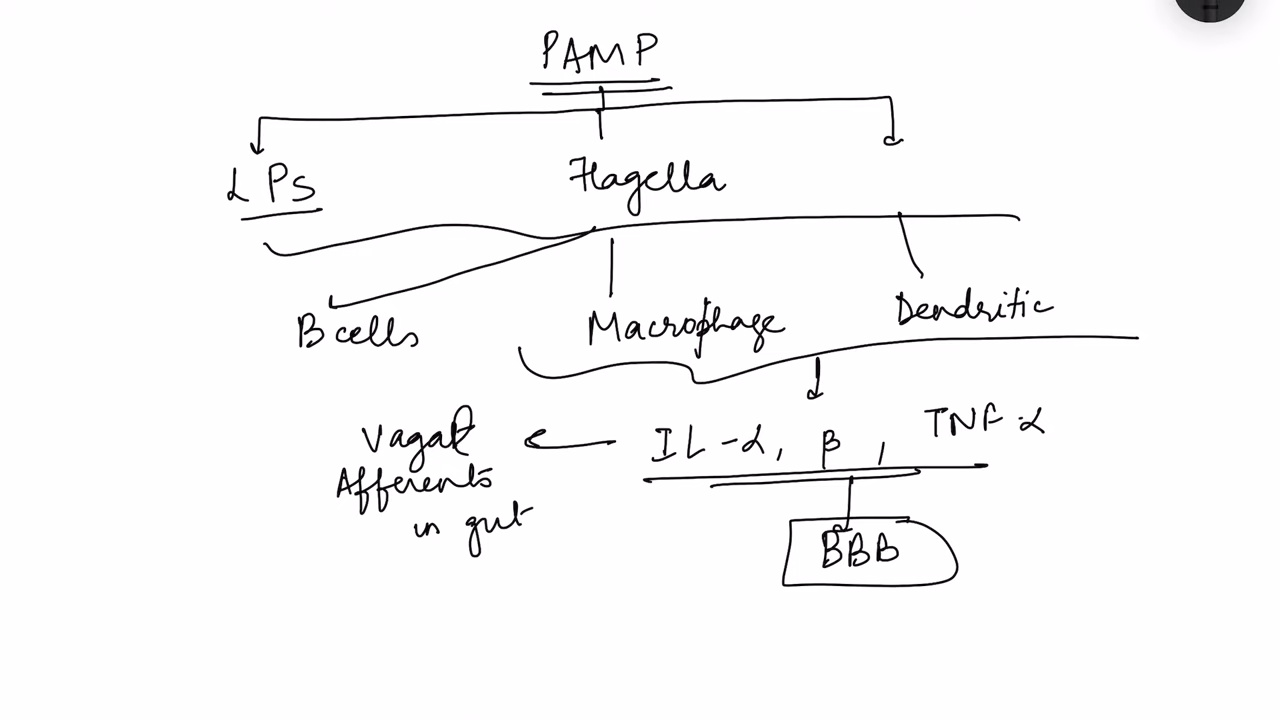 PAMP
LPS Flagella
B cells Macrophage Dendritic
Vagal IL-α, β, TNF α
Afferents
in gut
BBB